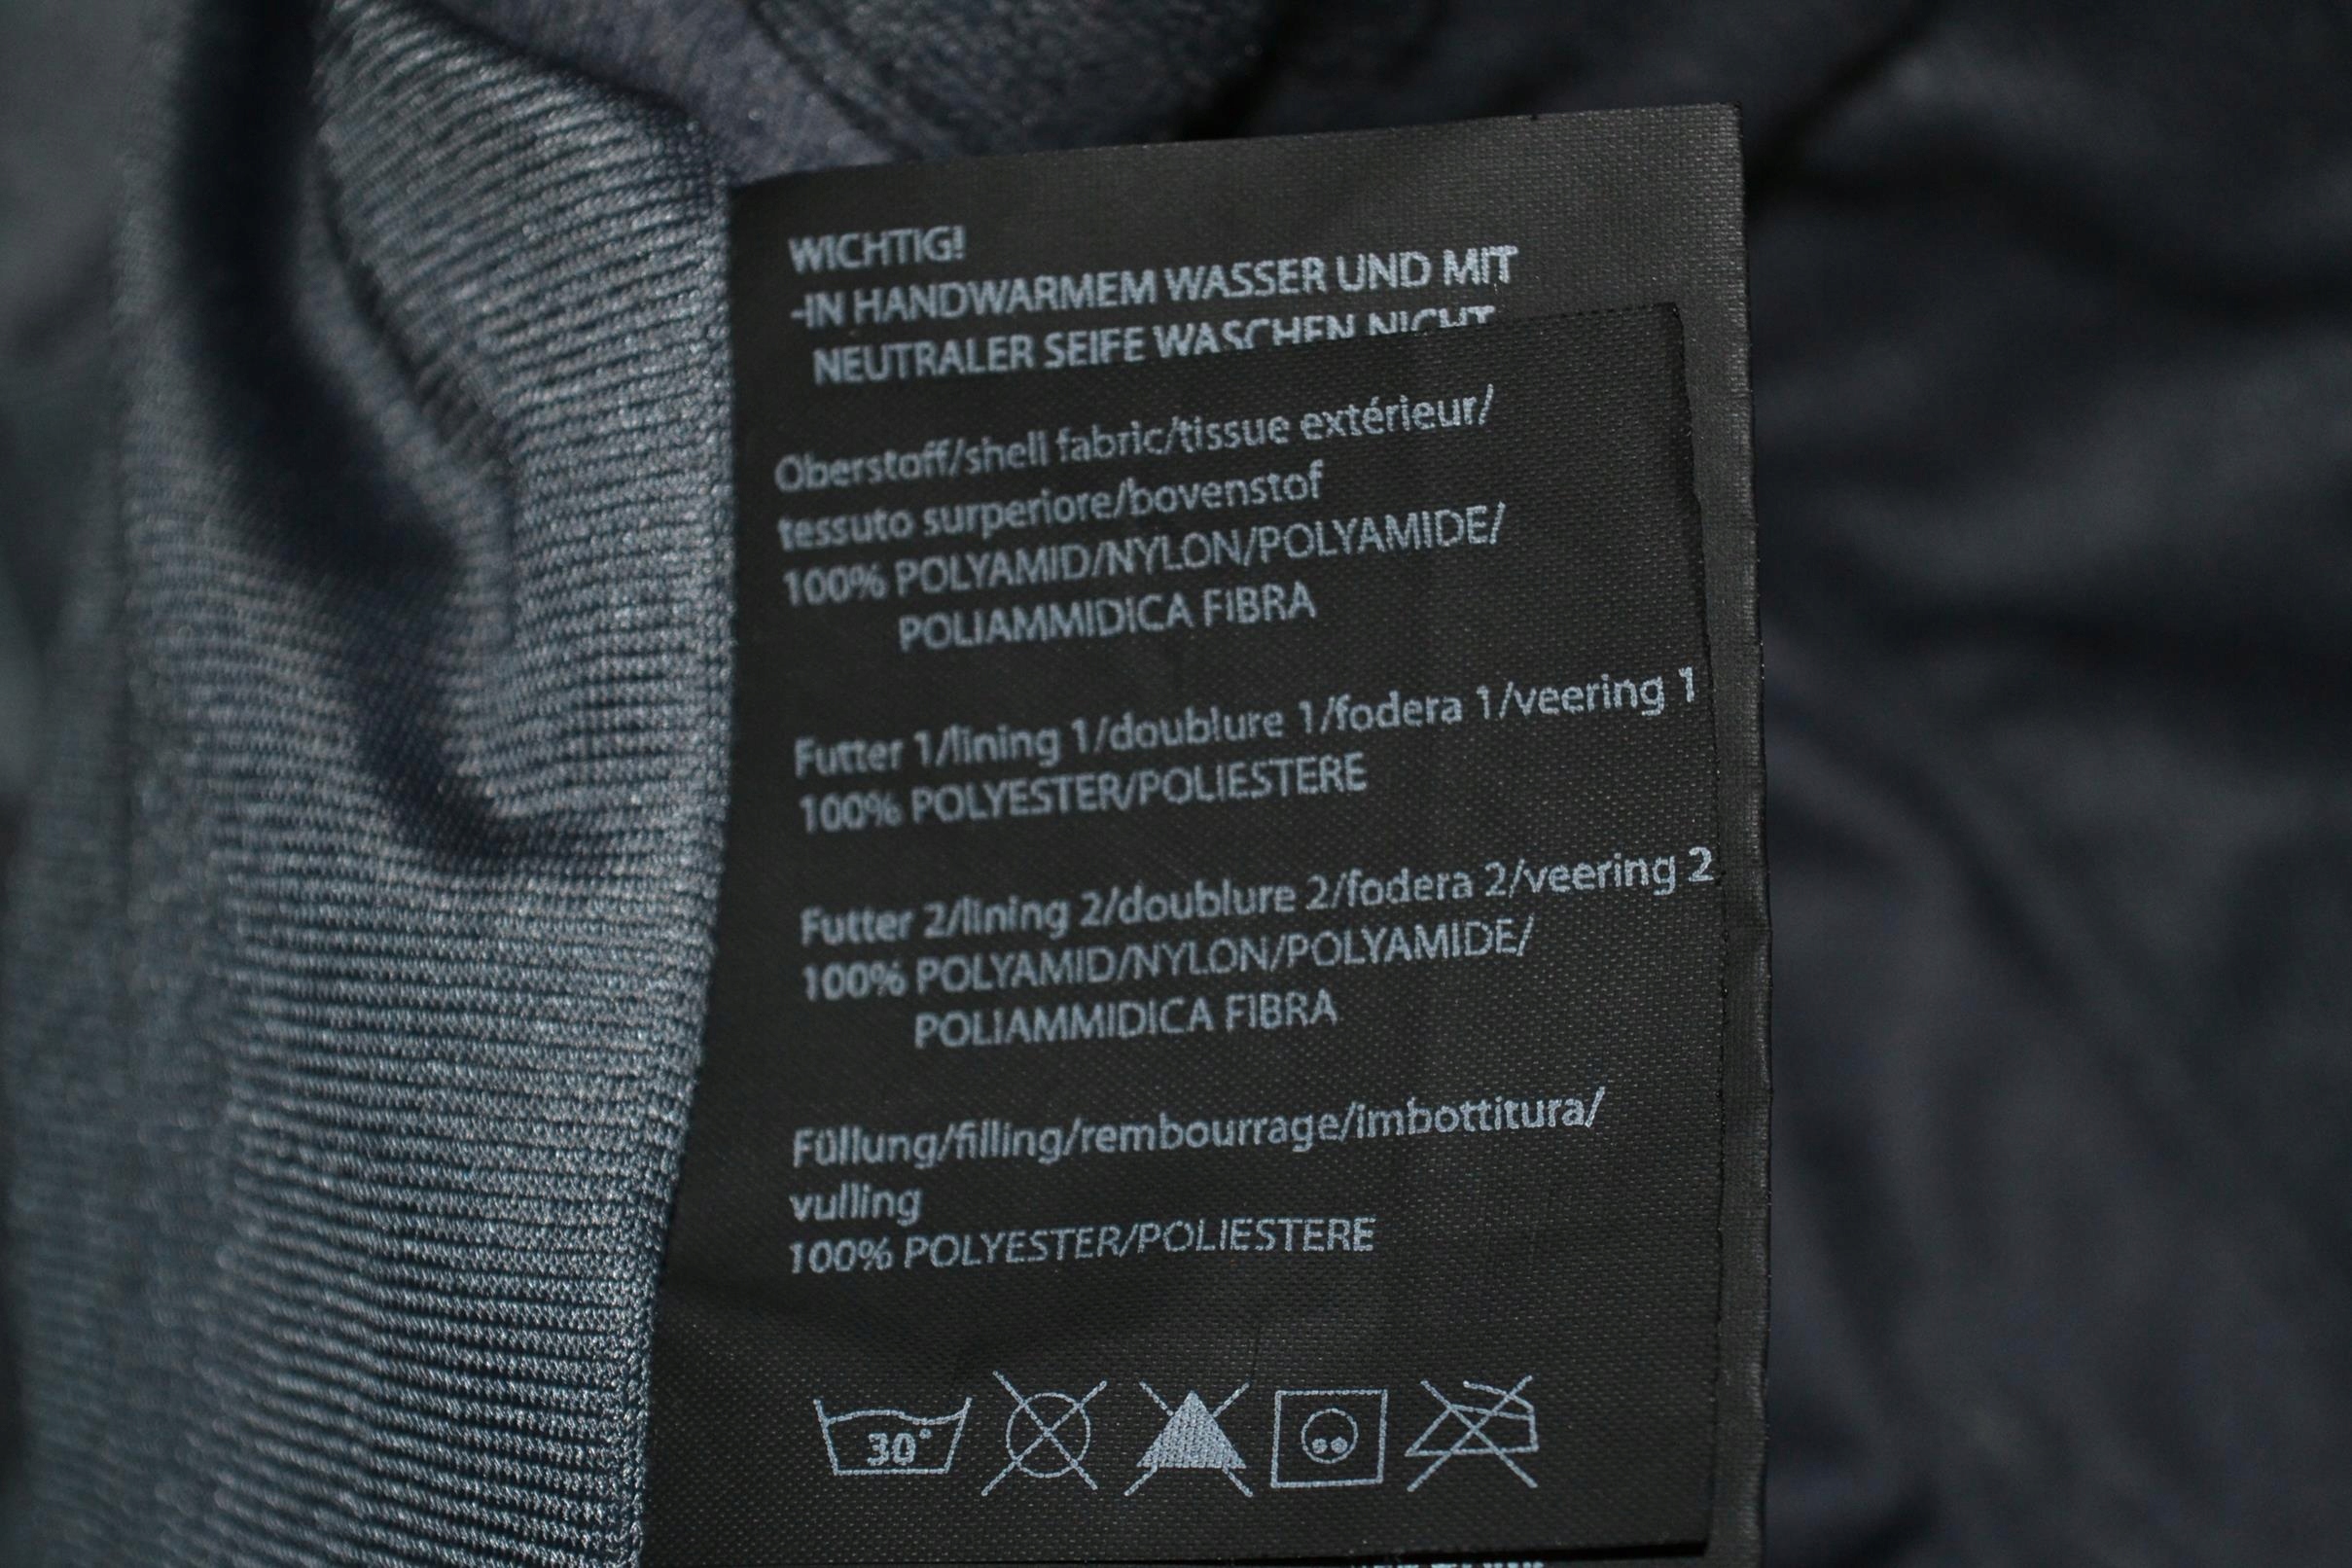 WICHTIG!
-IN HANDWARMEM WASSER UND MIT
NEUTRALER SEIFE WASCHEN NICHT
Oberstoff/shell fabric/tissue extérieur/
tessuto surperiore/bovenstof
100% POLYAMID/NYLON/POLYAMIDE/
POLIAMMIDICA FIBRA
Futter 1/lining 1/doublure 1/fodera 1/veering 1
100% POLYESTER/POLIESTERE
Futter 2/lining 2/doublure 2/fodera 2/veering 2
100% POLYAMID/NYLON/POLYAMIDE/
POLIAMMIDICA FIBRA
Füllung/filling/rembourrage/imbottitura/
vulling
100% POLYESTER/POLIESTERE
30°